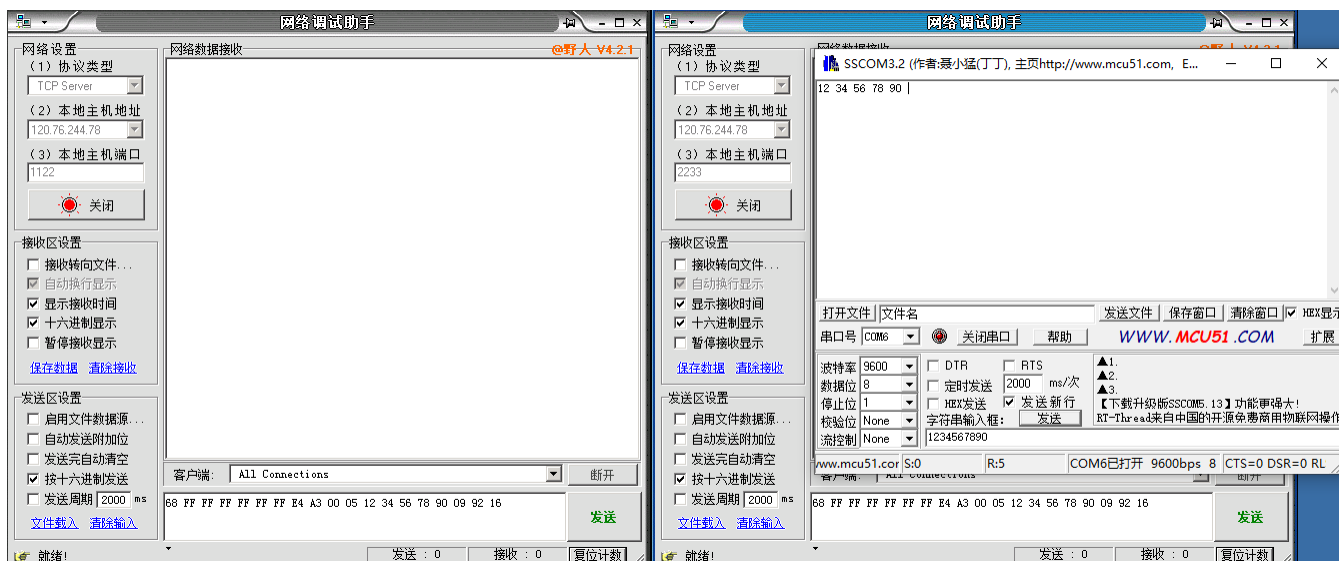 网络调试助手
网络设置
(1) 协议类型
TCP Server
(2) 本地主机地址
120.76.244.78
(3) 本地主机端口
1122
关闭
接收区设置
接收转向文件...
自动换行显示
显示接收时间
十六进制显示
暂停接收显示
保存数据 清除接收
发送区设置
启用文件数据源...
自动发送附加位
发送完自动清空
按十六进制发送
发送周期 2000 ms
文件载入 清除输入
网络数据接收
@野人 V4.2.1
客户端: All Connections 断开
68 FF FF FF FF FF FF E4 A3 00 05 12 34 56 78 90 09 92 16
发送
就绪! 发送 : 0 接收 : 0 复位计数
网络调试助手
网络设置
(1) 协议类型
TCP Server
(2) 本地主机地址
120.76.244.78
(3) 本地主机端口
2233
关闭
接收区设置
接收转向文件...
自动换行显示
显示接收时间
十六进制显示
暂停接收显示
保存数据 清除接收
发送区设置
启用文件数据源...
自动发送附加位
发送完自动清空
按十六进制发送
发送周期 2000 ms
文件载入 清除输入
网络数据接收
@野人 V4.2.1
SSCOM3.2 (作者:聂小猛(丁丁), 主页http://www.mcu51.com, E...
12 34 56 78 90
打开文件 文件名 发送文件 保存窗口 清除窗口 HEX显示
串口号 COM6 关闭串口 帮助 WWW.MCU51.COM 扩展
波特率 9600 DTR RTS
数据位 8 定时发送 2000 ms/次
停止位 1 HEX发送 发送新行
校验位 None 字符串输入框: 发送
流控制 None 1234567890
▲1.
▲2.
▲3.
【下载升级版SSCOM5.13】功能更强大!
RT-Thread来自中国的开源免费商用物联网操作
www.mcu51.cor S:0 R:5 COM6已打开 9600bps 8 CTS=0 DSR=0 RL
客户端: All Connections 断开
68 FF FF FF FF FF FF E4 A3 00 05 12 34 56 78 90 09 92 16
发送
就绪! 发送 : 0 接收 : 0 复位计数